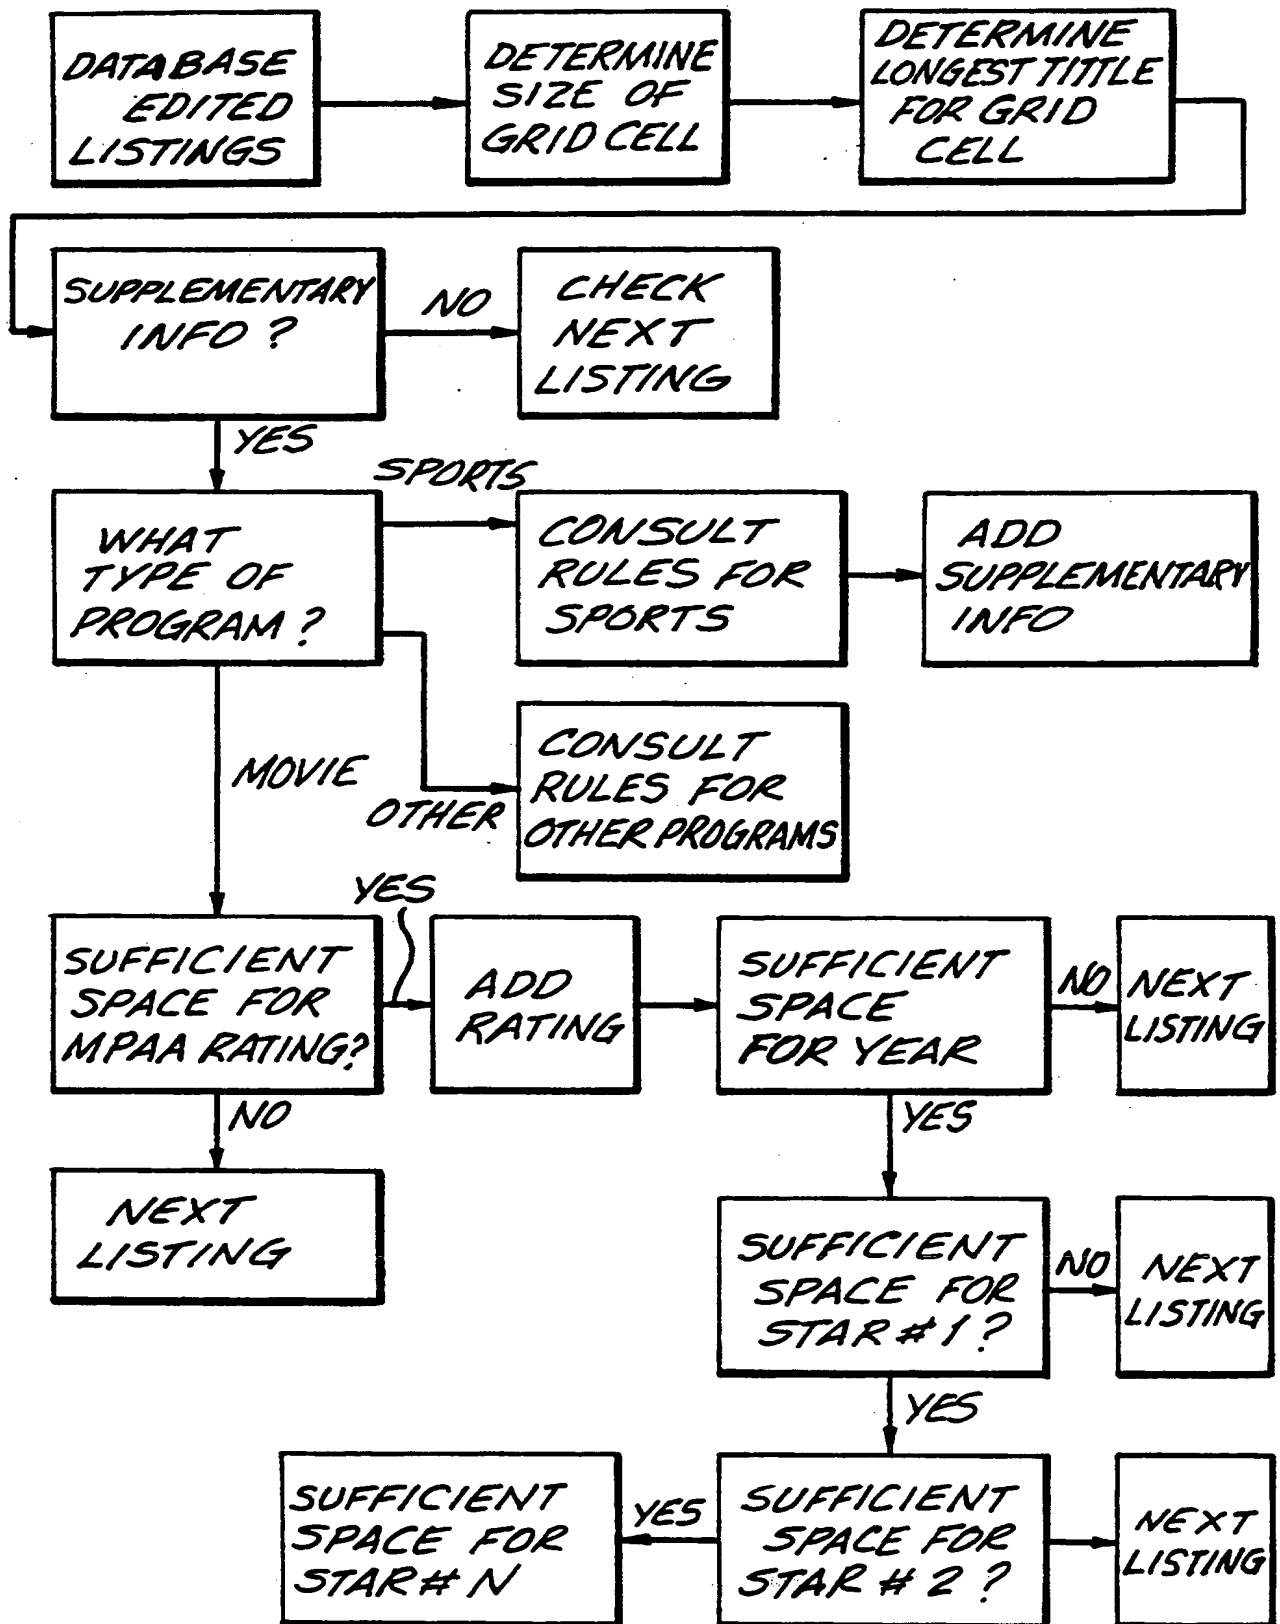 DATABASE
EDITED
LISTINGS
DETERMINE
SIZE OF
GRID CELL
DETERMINE
LONGEST TITTLE
FOR GRID
CELL
SUPPLEMENTARY
INFO?
NO
CHECK
NEXT
LISTING
YES
WHAT
TYPE OF
PROGRAM?
SPORTS
CONSULT
RULES FOR
SPORTS
ADD
SUPPLEMENTARY
INFO
MOVIE
OTHER
CONSULT
RULES FOR
OTHER PROGRAMS
SUFFICIENT
SPACE FOR
MPAA RATING?
YES
ADD
RATING
SUFFICIENT
SPACE
FOR YEAR
NO
NEXT
LISTING
NO
NEXT
LISTING
YES
SUFFICIENT
SPACE FOR
STAR #1?
NO
NEXT
LISTING
YES
SUFFICIENT
SPACE FOR
STAR # N
YES
SUFFICIENT
SPACE FOR
STAR #2?
NEXT
LISTING